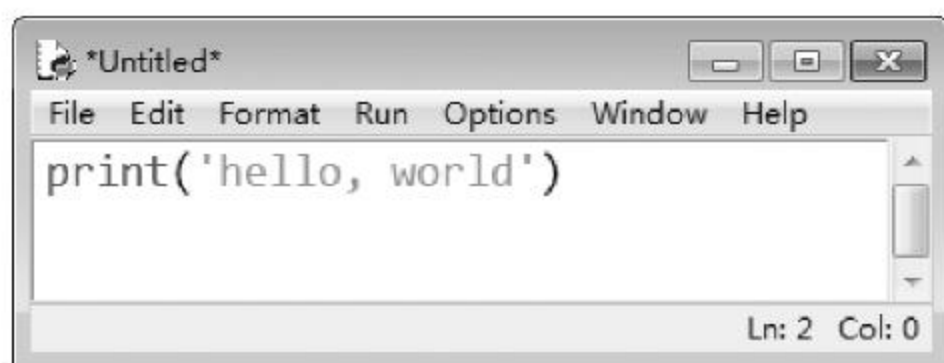 *Untitled*
File Edit Format Run Options Window Help
print('hello, world')
Ln: 2 Col: 0